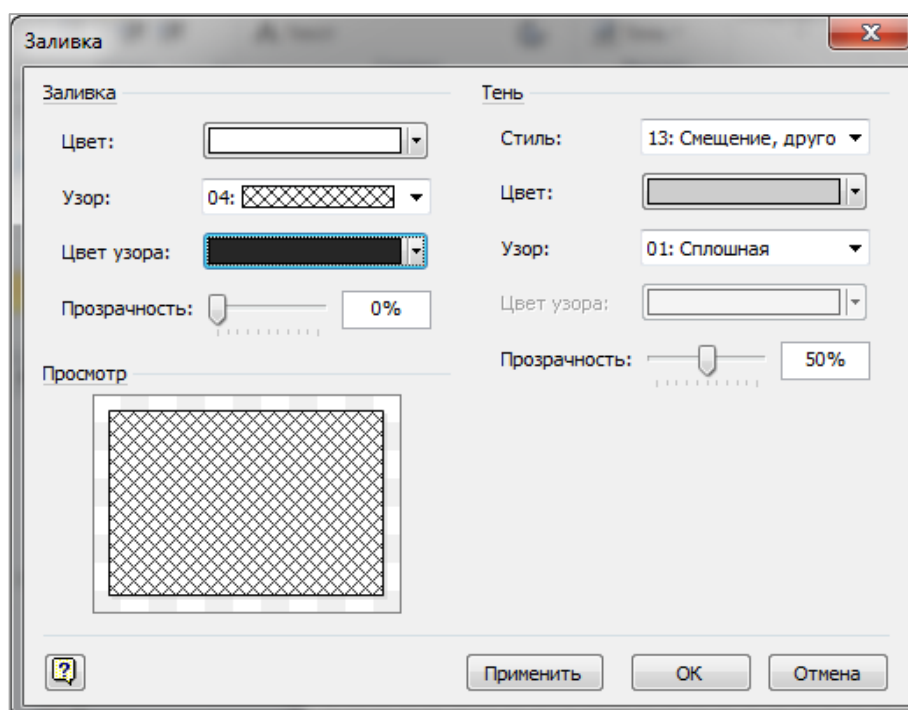 Заливка
Заливка
Цвет:
Узор:
04:
Цвет узора:
Прозрачность:
0%
Просмотр
Тень
Стиль:
13: Смещение, друго
Цвет:
Узор:
01: Сплошная
Цвет узора:
Прозрачность:
50%
?
Применить
ОК
Отмена